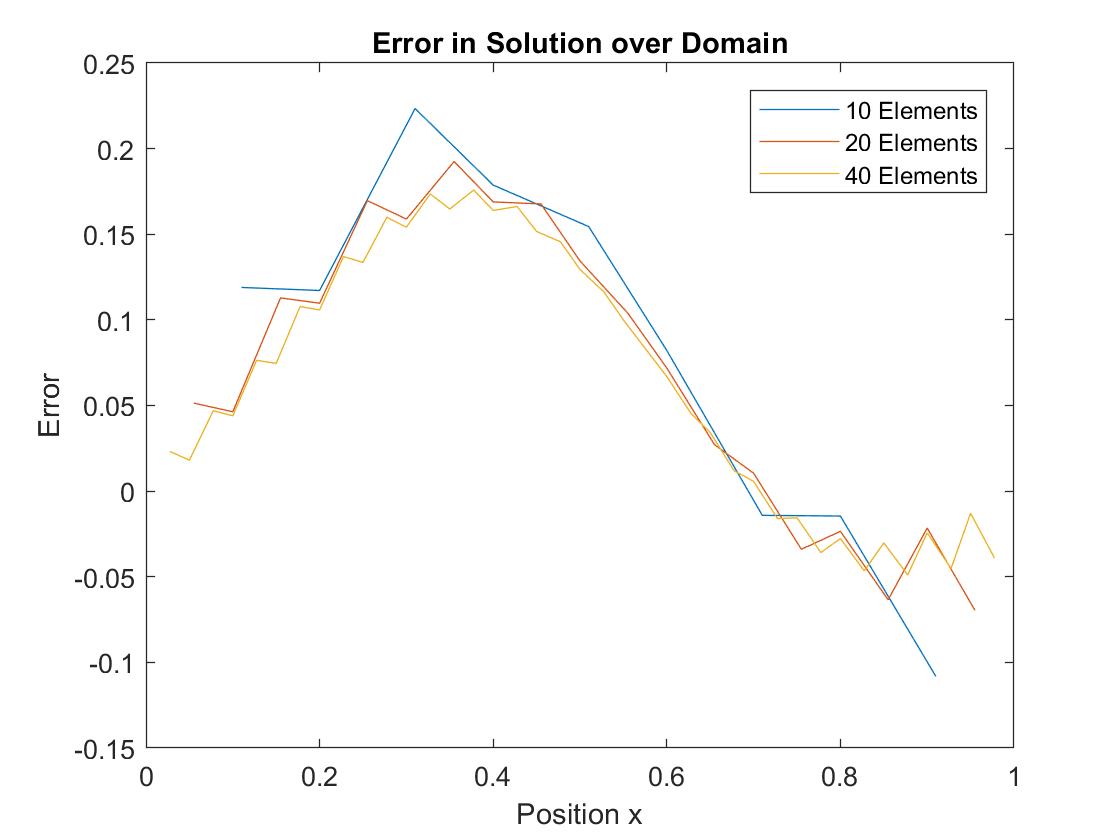 Error in Solution over Domain
0.25
0.2
0.15
0.1
0.05
0
-0.05
-0.1
-0.15
Error
10 Elements
20 Elements
40 Elements
0
0.2
0.4
0.6
0.8
1
Position x